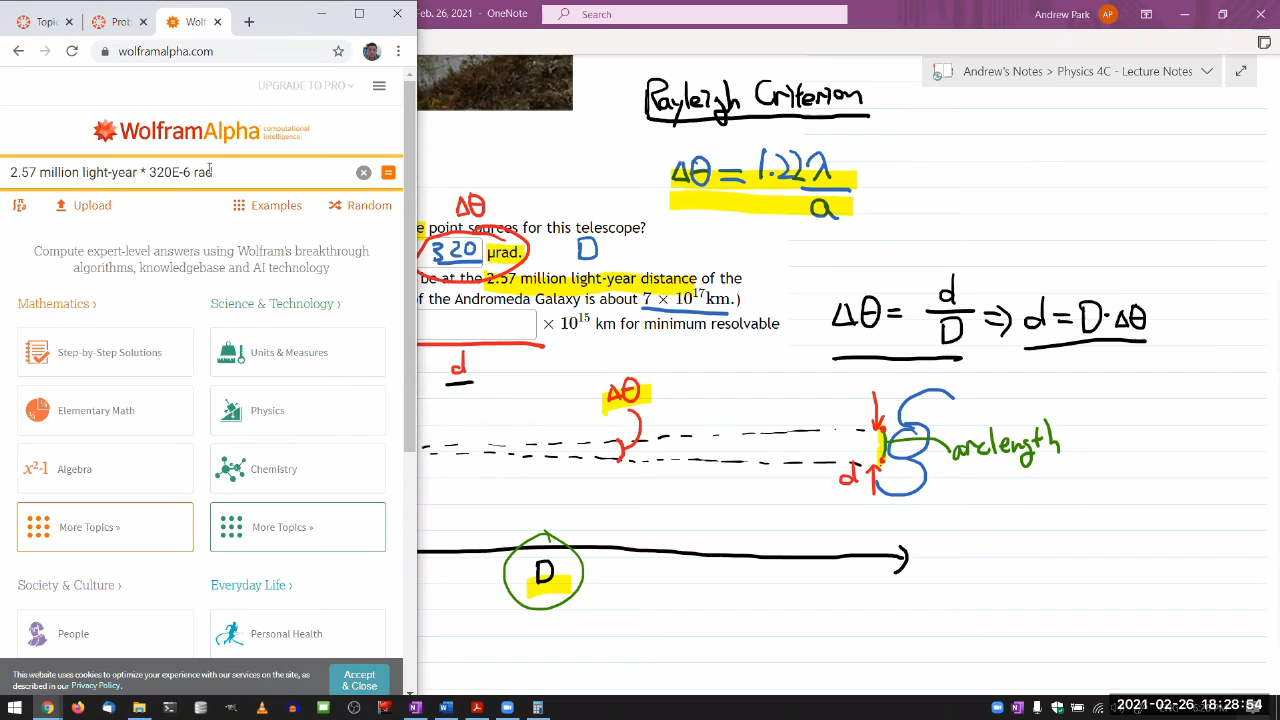 Topic
Prob
Wolf
wolframalpha.com
UPGRADE TO PRO
WolframAlpha computational intelligence.
2.57 million light-year * 320E-6 rad
Upload
Examples
Random
Compute expert-level answers using Wolfram's breakthrough
algorithms, knowledgebase and AI technology
Mathematics ›
Science & Technology ›
Step-by-Step Solutions
Units & Measures
Elementary Math
Physics
x²-1 Algebra
Chemistry
More Topics »
More Topics »
Society & Culture ›
Everyday Life ›
People
Personal Health
This website uses cookies to optimize your experience with our services on the site, as
described in our Privacy Policy.
Accept
& Close
Feb. 26, 2021 - OneNote
Search
Andrew Park
AP
Andrew's Notes » Phys
Lecture Notes
Rayleigh Criterion
Δθ = 1.22λ
a
Δθ
point sources for this telescope?
320 μrad.
D
be at the 2.57 million light-year distance of the
of the Andromeda Galaxy is about 7 × 10¹⁷ km.)
× 10¹⁵ km for minimum resolvable
d
Δθ = d/D ⇒ d = D·Δθ
Δθ
arclength
d
D
2021-02-26 13:28:54